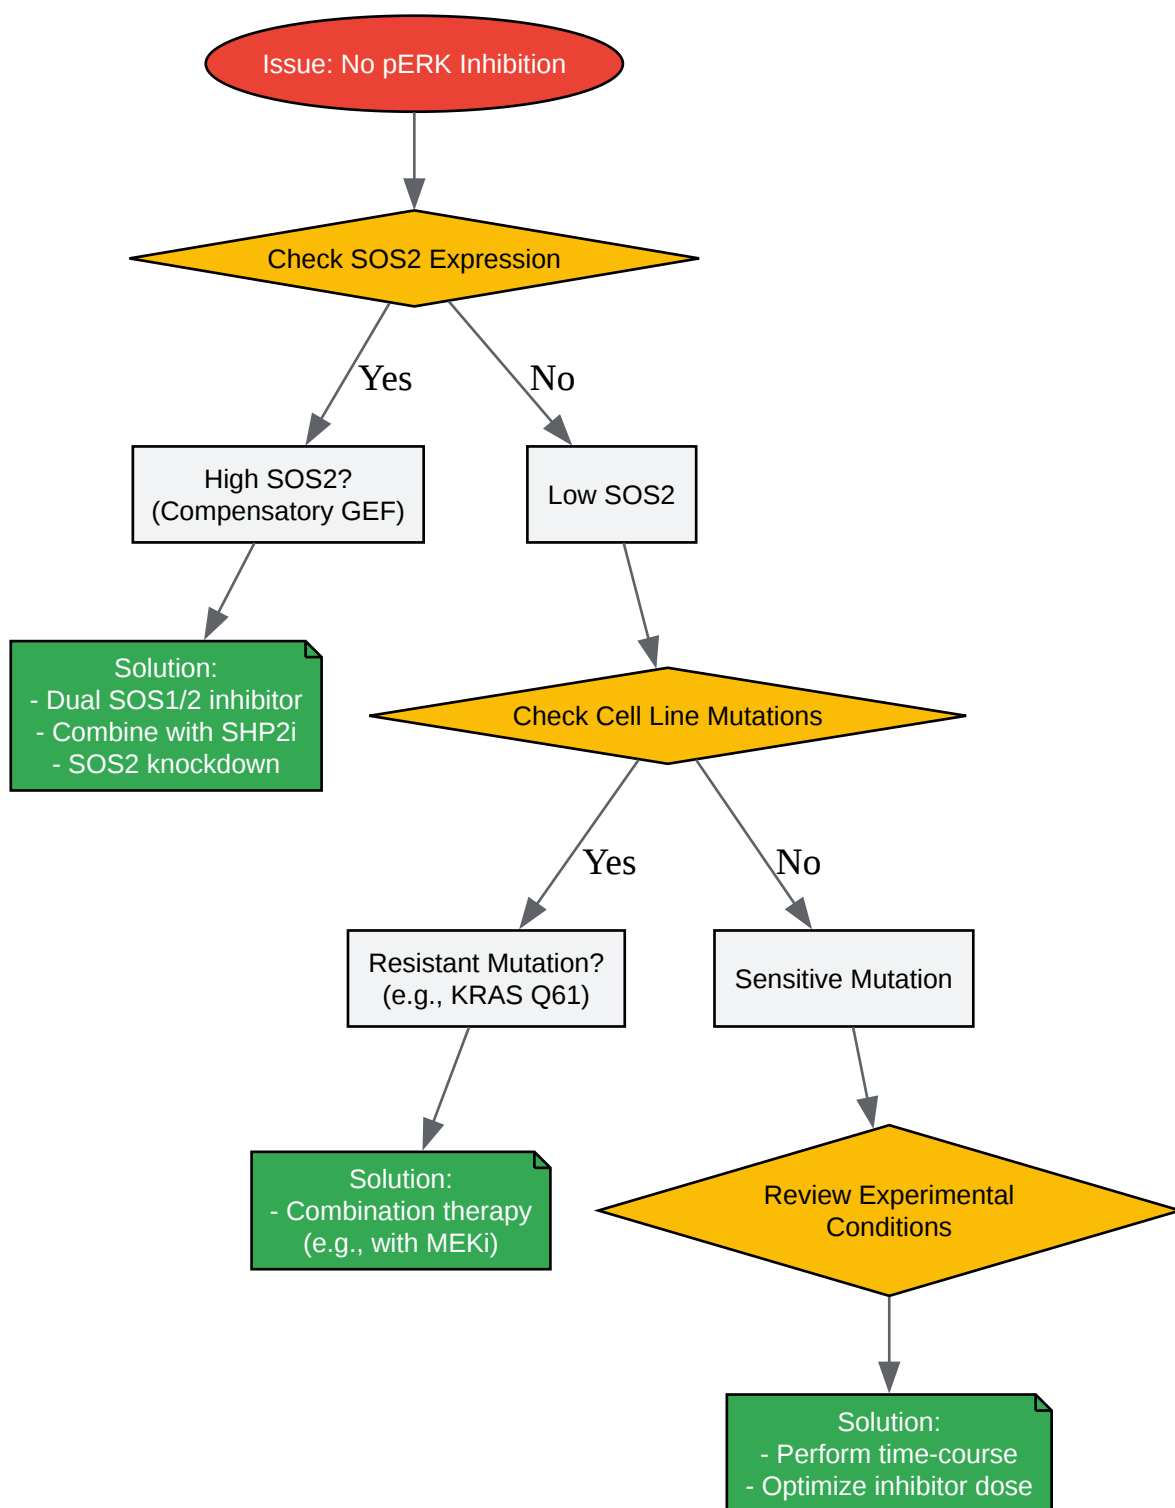 Issue: No pERK Inhibition
Check SOS2 Expression
Yes
No
High SOS2?
(Compensatory GEF)
Low SOS2
Solution:
- Dual SOS1/2 inhibitor
- Combine with SHP2i
- SOS2 knockdown
Check Cell Line Mutations
Yes
No
Resistant Mutation?
(e.g., KRAS Q61)
Sensitive Mutation
Solution:
- Combination therapy
(e.g., with MEKi)
Review Experimental
Conditions
Solution:
- Perform time-course
- Optimize inhibitor dose